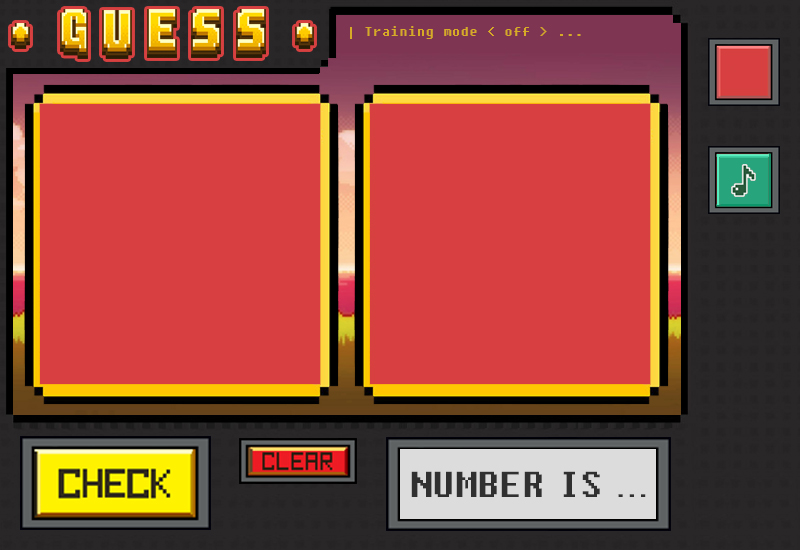 GUESS
| Training mode < off > ...
CHECK
CLEAR
NUMBER IS ...